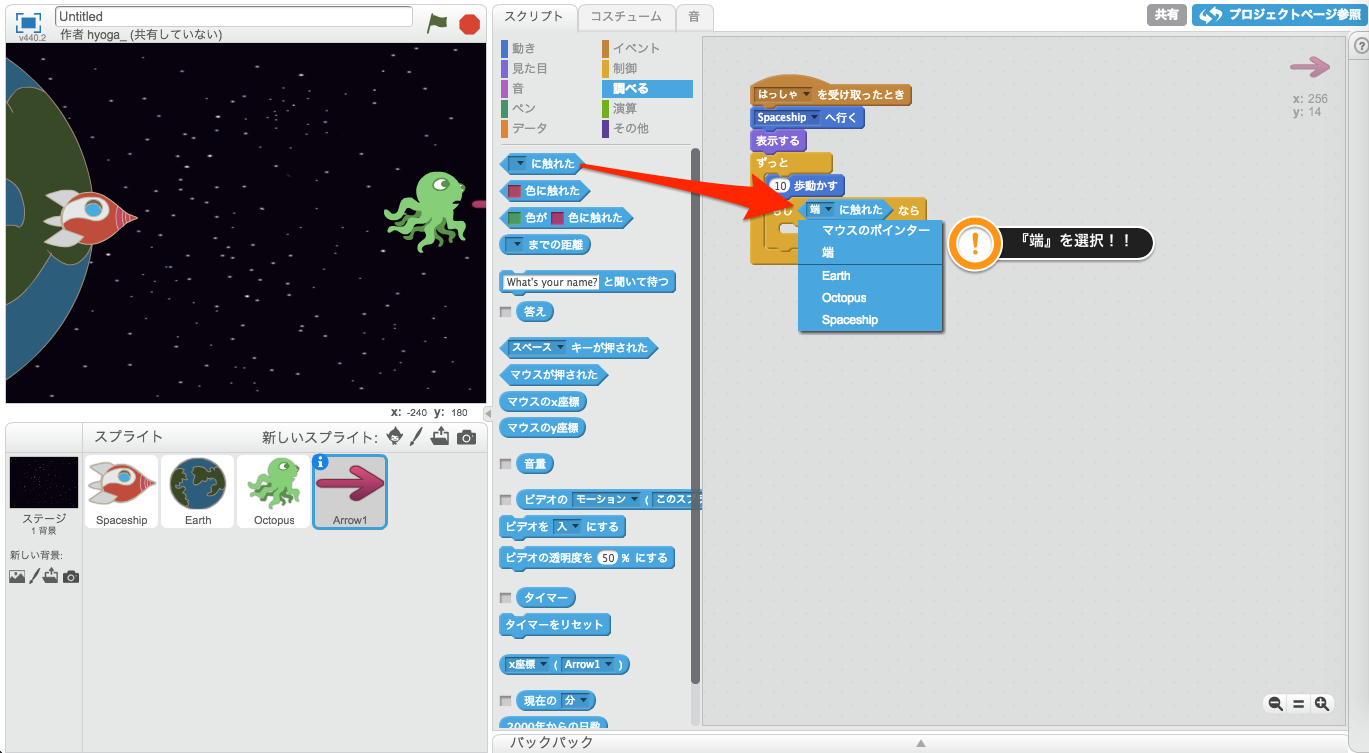 Untitled
作者 hyoga_ (共有していない)
v440.2
x: -240 y: 180
スプライト
新しいスプライト:
ステージ
1 背景
新しい背景:
Spaceship
Earth
Octopus
Arrow1
スクリプト
コスチューム
音
共有
プロジェクトページ参照
動き
イベント
見た目
制御
音
調べる
ペン
演算
データ
その他
に触れた
色に触れた
色が 色に触れた
までの距離
What's your name? と聞いて待つ
答え
スペース キーが押された
マウスが押された
マウスのx座標
マウスのy座標
音量
ビデオの モーション ( このスプ
ビデオを 入 にする
ビデオの透明度を 50 % にする
タイマー
タイマーをリセット
x座標 ( Arrow1 )
現在の 分
2000年からの日数
はっしゃ を受け取ったとき
Spaceship へ行く
表示する
ずっと
10 歩動かす
もし 端 に触れた なら
マウスのポインター
端
Earth
Octopus
Spaceship
『端』を選択！！
x: 256
y: 14
バックパック